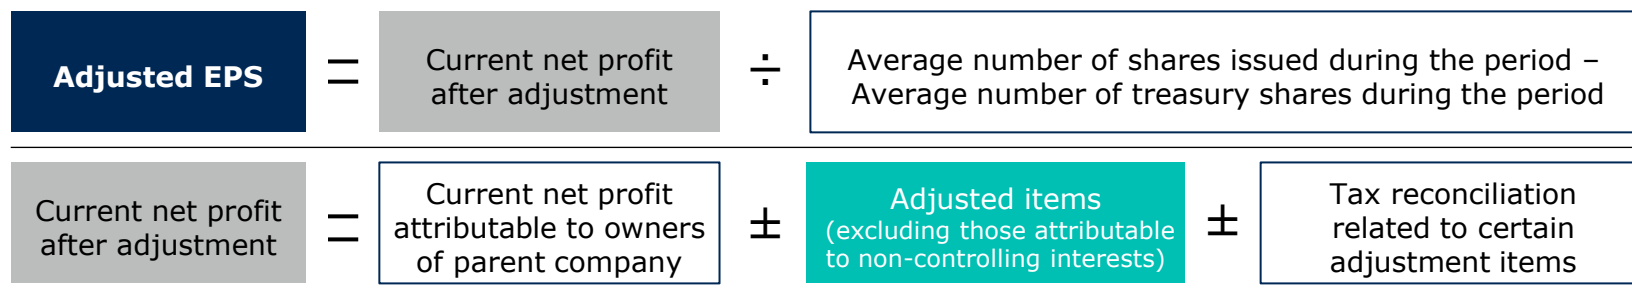 Adjusted EPS
=
Current net profit
after adjustment
÷
Average number of shares issued during the period –
Average number of treasury shares during the period
Current net profit
after adjustment
=
Current net profit
attributable to owners
of parent company
±
Adjusted items
(excluding those attributable
to non-controlling interests)
±
Tax reconciliation
related to certain
adjustment items